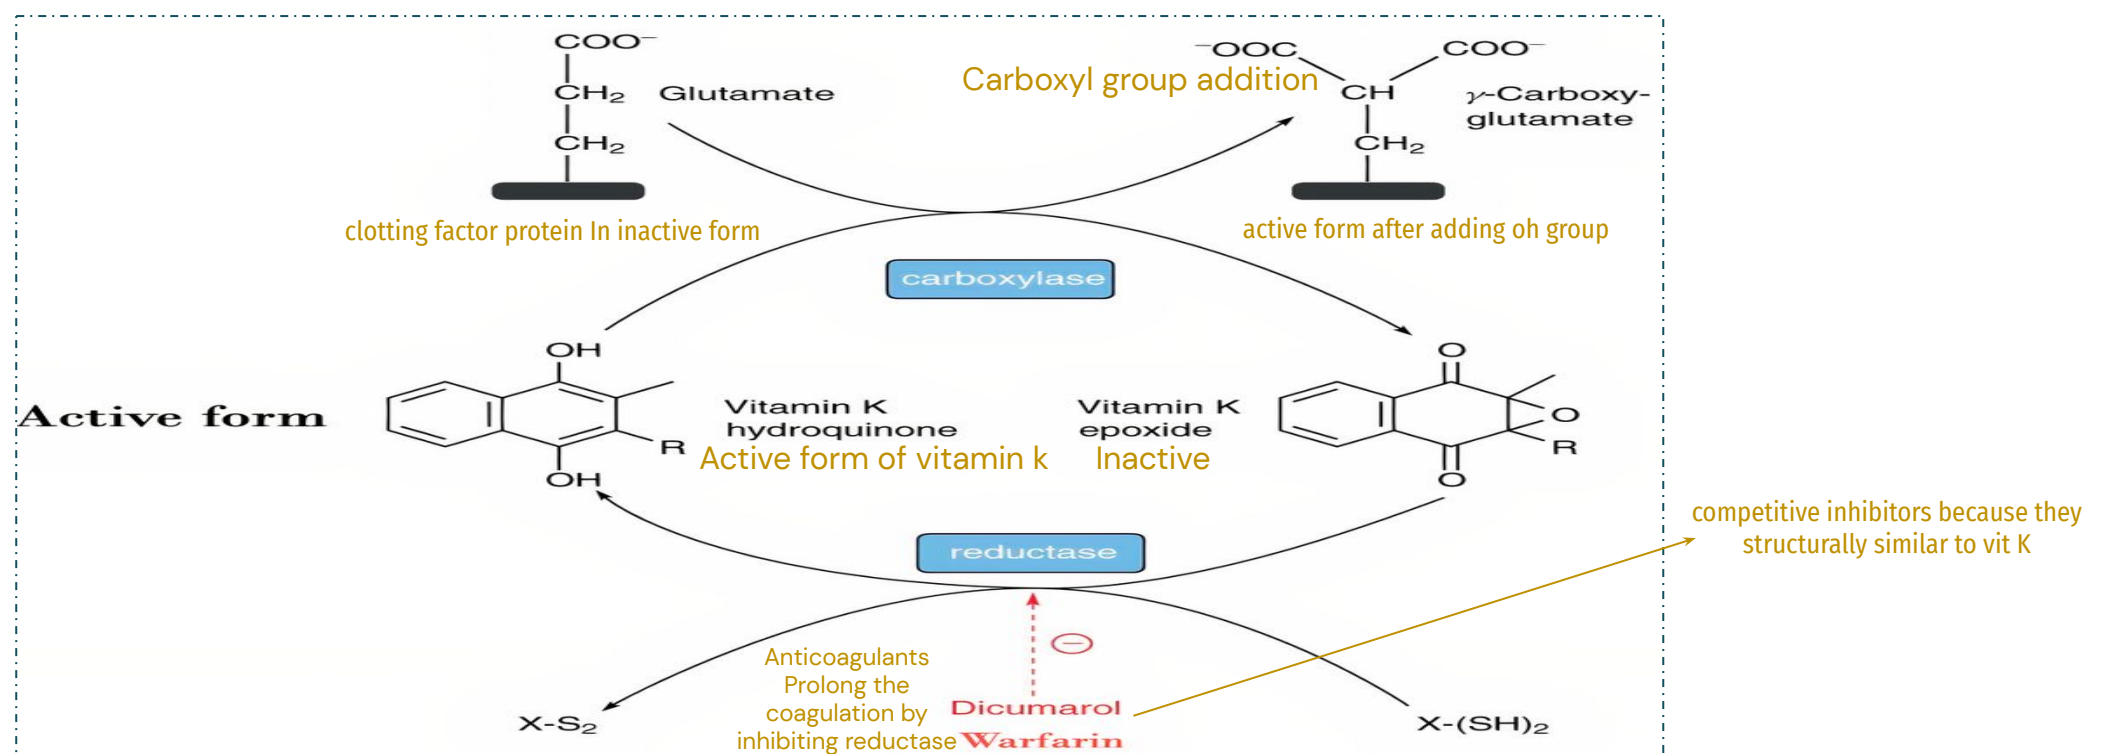 COO⁻
CH₂
CH₂
Glutamate
Carboxyl group addition
⁻OOC
COO⁻
CH
CH₂
γ-Carboxy-
glutamate
clotting factor protein In inactive form
active form after adding oh group
carboxylase
Active form
OH
OH
R
Vitamin K
hydroquinone
Active form of vitamin k
Vitamin K
epoxide
Inactive
O
O
R
O
reductase
competitive inhibitors because they
structurally similar to vit K
Anticoagulants
Prolong the
coagulation by
inhibiting reductase
Dicumarol
Warfarin
X-S₂
X-(SH)₂